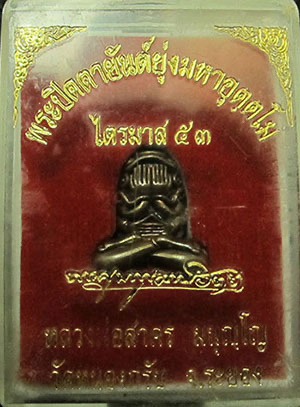 พระปิดตายันต์ยุ่งมหาอุตตโม
ไตรมาส ๕๓
หลวงพ่อสาคร มนุญโญ
วัดหนองกรับ จ.ระยอง